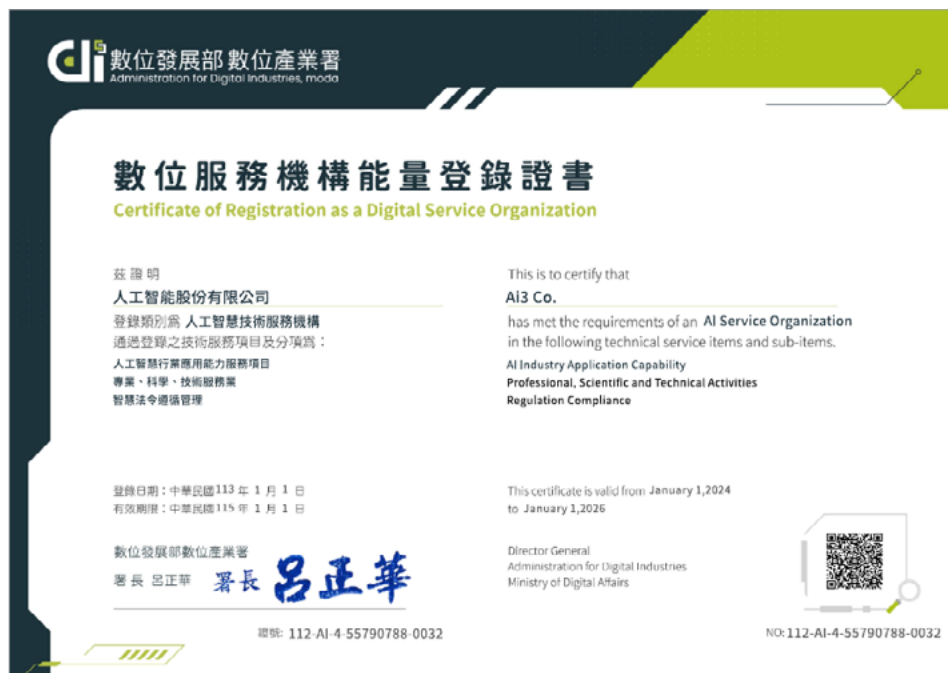 數位發展部 數位產業署
Administration for Digital Industries, moda
數位服務機構能量登錄證書
Certificate of Registration as a Digital Service Organization
茲證明
人工智能股份有限公司
登錄類別為 人工智慧技術服務機構
通過登錄之技術服務項目及分項為:
人工智慧行業應用能力服務項目
專業、科學、技術服務業
智慧法令遵循管理
This is to certify that
Ai3 Co.
has met the requirements of an AI Service Organization
in the following technical service items and sub-items.
AI Industry Application Capability
Professional, Scientific and Technical Activities
Regulation Compliance
登錄日期:中華民國113 年 1 月 1 日
有效期限:中華民國115 年 1 月 1 日
This certificate is valid from January 1,2024
to January 1,2026
數位發展部數位產業署
署長 呂正華 署長 呂正華
Director General
Administration for Digital Industries
Ministry of Digital Affairs
證號: 112-AI-4-55790788-0032
NO: 112-AI-4-55790788-0032